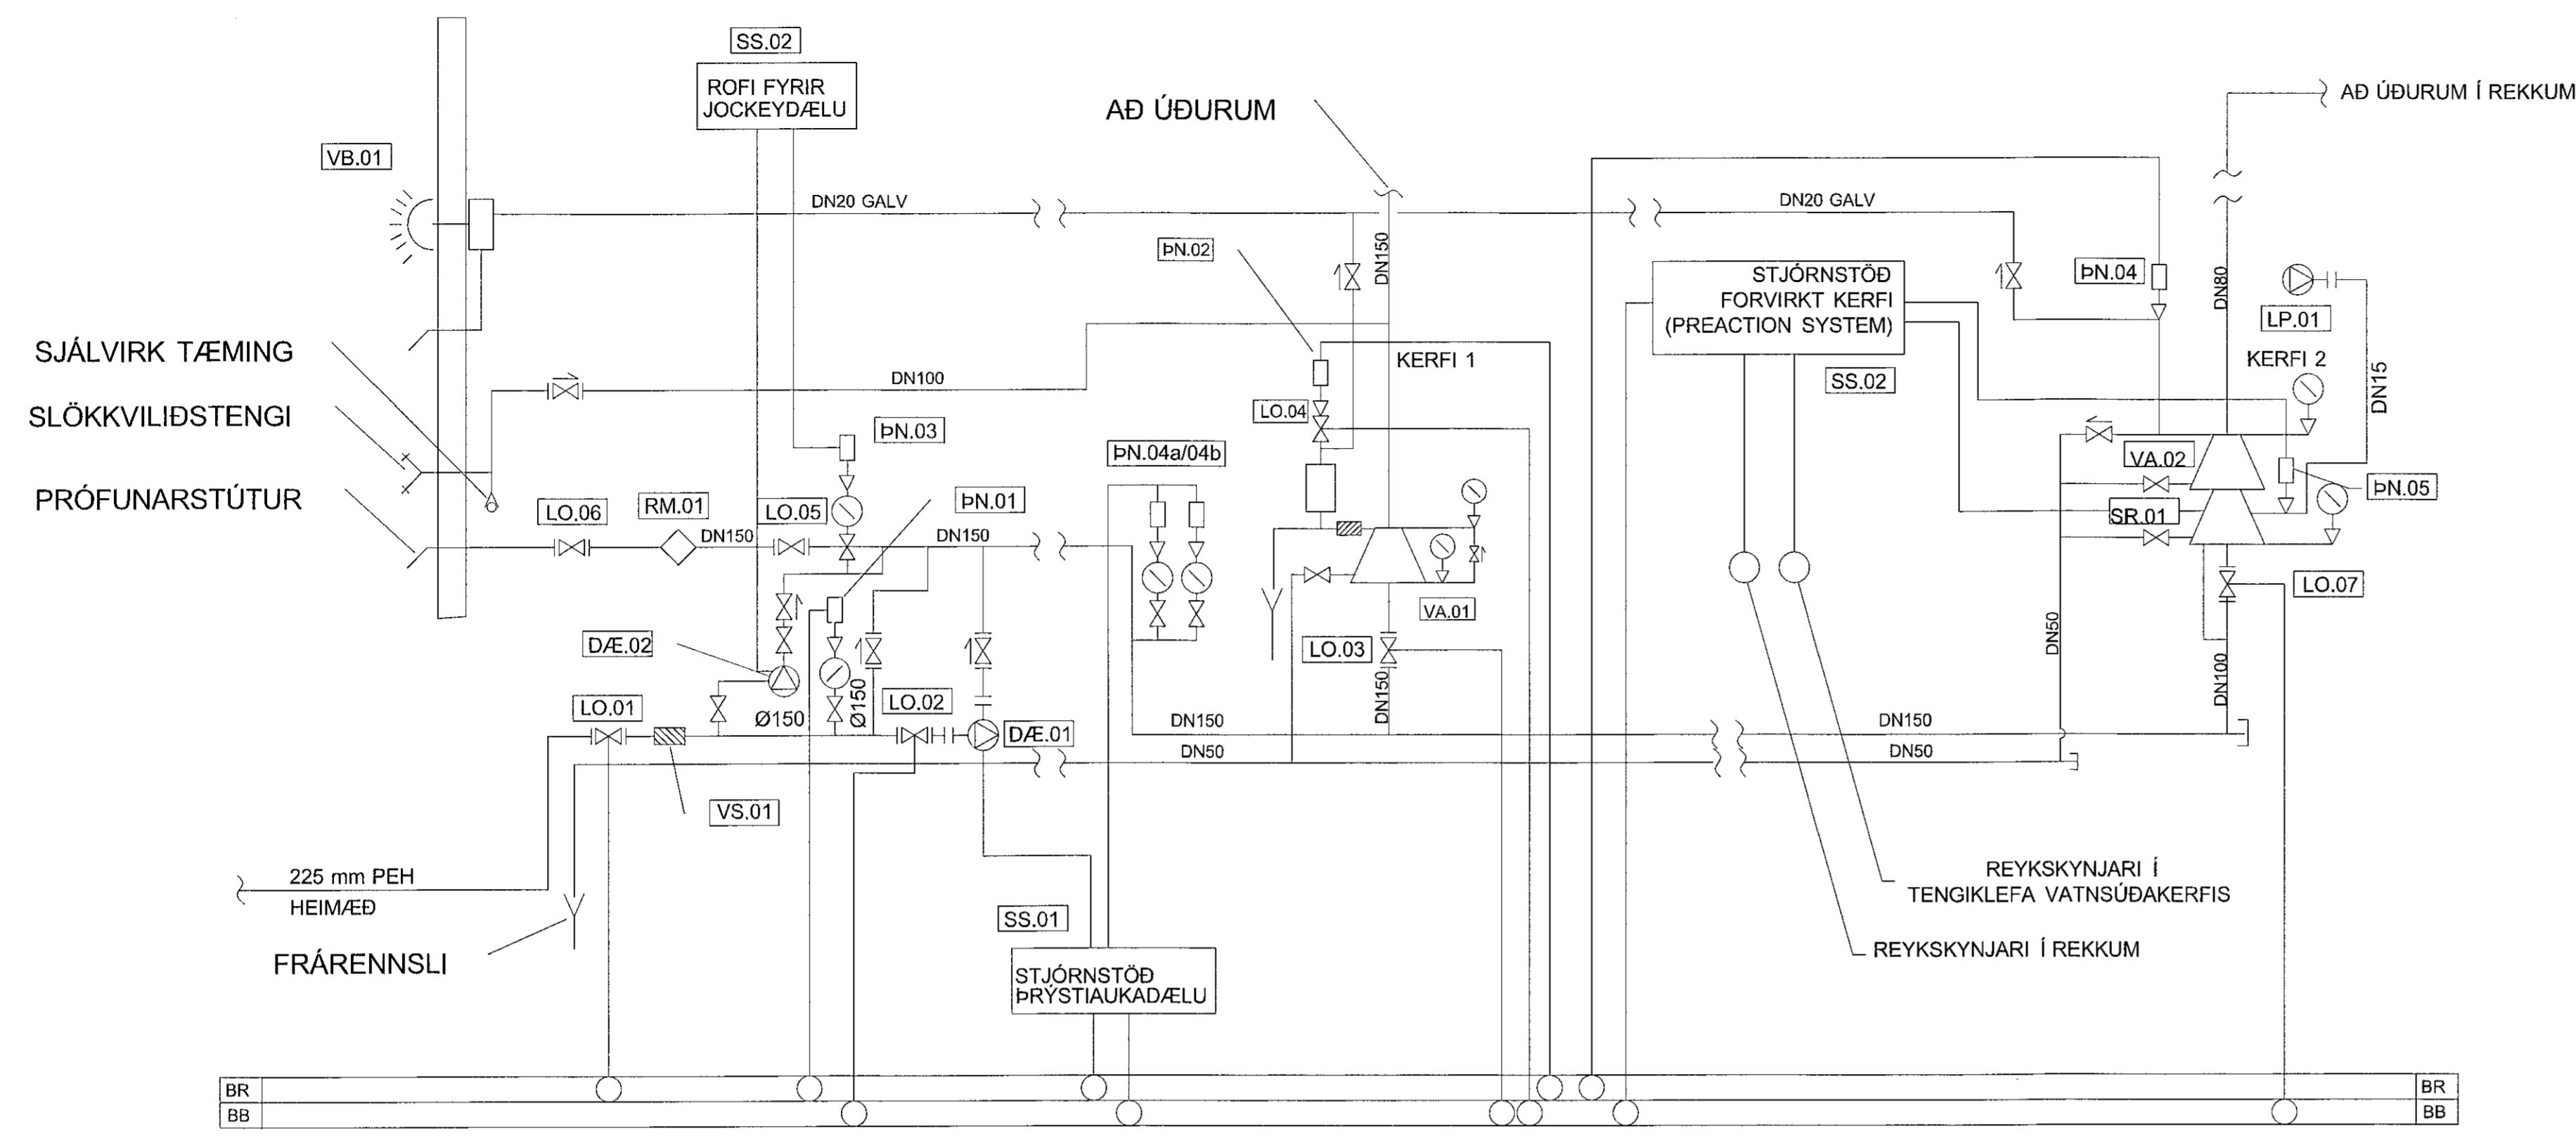 SS.02
ROFI FYRIR
JOCKEYDÆLU
AÐ ÚÐURUM
AÐ ÚÐURUM Í REKKUM
VB.01
DN20 GALV
DN20 GALV
ÞN.02
DN150
STJÓRNSTÖÐ
FORVIRKT KERFI
(PREACTION SYSTEM)
ÞN.04
DN80
LP.01
SJÁLVIRK TÆMING
KERFI 1
KERFI 2
DN100
SS.02
DN15
SLÖKKVILIÐSTENGI
LO.04
ÞN.03
ÞN.04a/04b
VA.02
PRÓFUNARSTÚTUR
LO.06
RM.01
LO.05
ÞN.01
SR.01
ÞN.05
DN150
DN150
VA.01
LO.07
DÆ.02
LO.03
DN50
DN100
LO.01
Ø150
Ø150
LO.02
DÆ.01
DN150
DN150
DN150
DN50
DN50
VS.01
225 mm PEH
HEIMÆÐ
REYKSKYNJARI Í
TENGIKLEFA VATNSÚÐAKERFIS
SS.01
FRÁRENNSLI
REYKSKYNJARI Í REKKUM
STJÓRNSTÖÐ
ÞRÝSTIAUKADÆLU
BR
BR
BB
BB